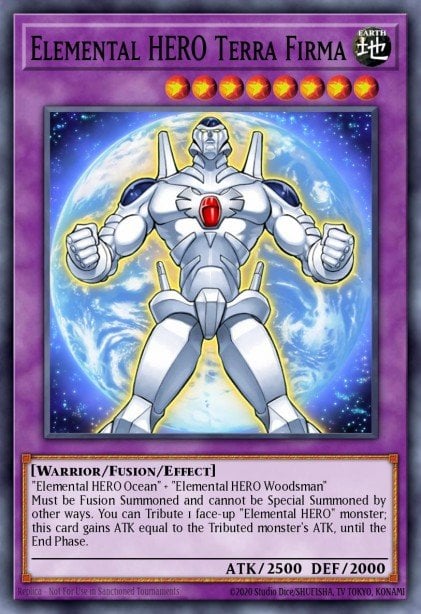 Elemental HERO Terra Firma
EARTH
地
[Warrior/Fusion/Effect]
"Elemental HERO Ocean" + "Elemental HERO Woodsman"
Must be Fusion Summoned and cannot be Special Summoned by
other ways. You can Tribute 1 face-up "Elemental HERO" monster;
this card gains ATK equal to the Tributed monster's ATK, until the
End Phase.
ATK/2500 DEF/2000
Replica - Not For Use in Sanctioned Tournaments
©2020 Studio Dice/SHUEISHA, TV TOKYO, KONAMI